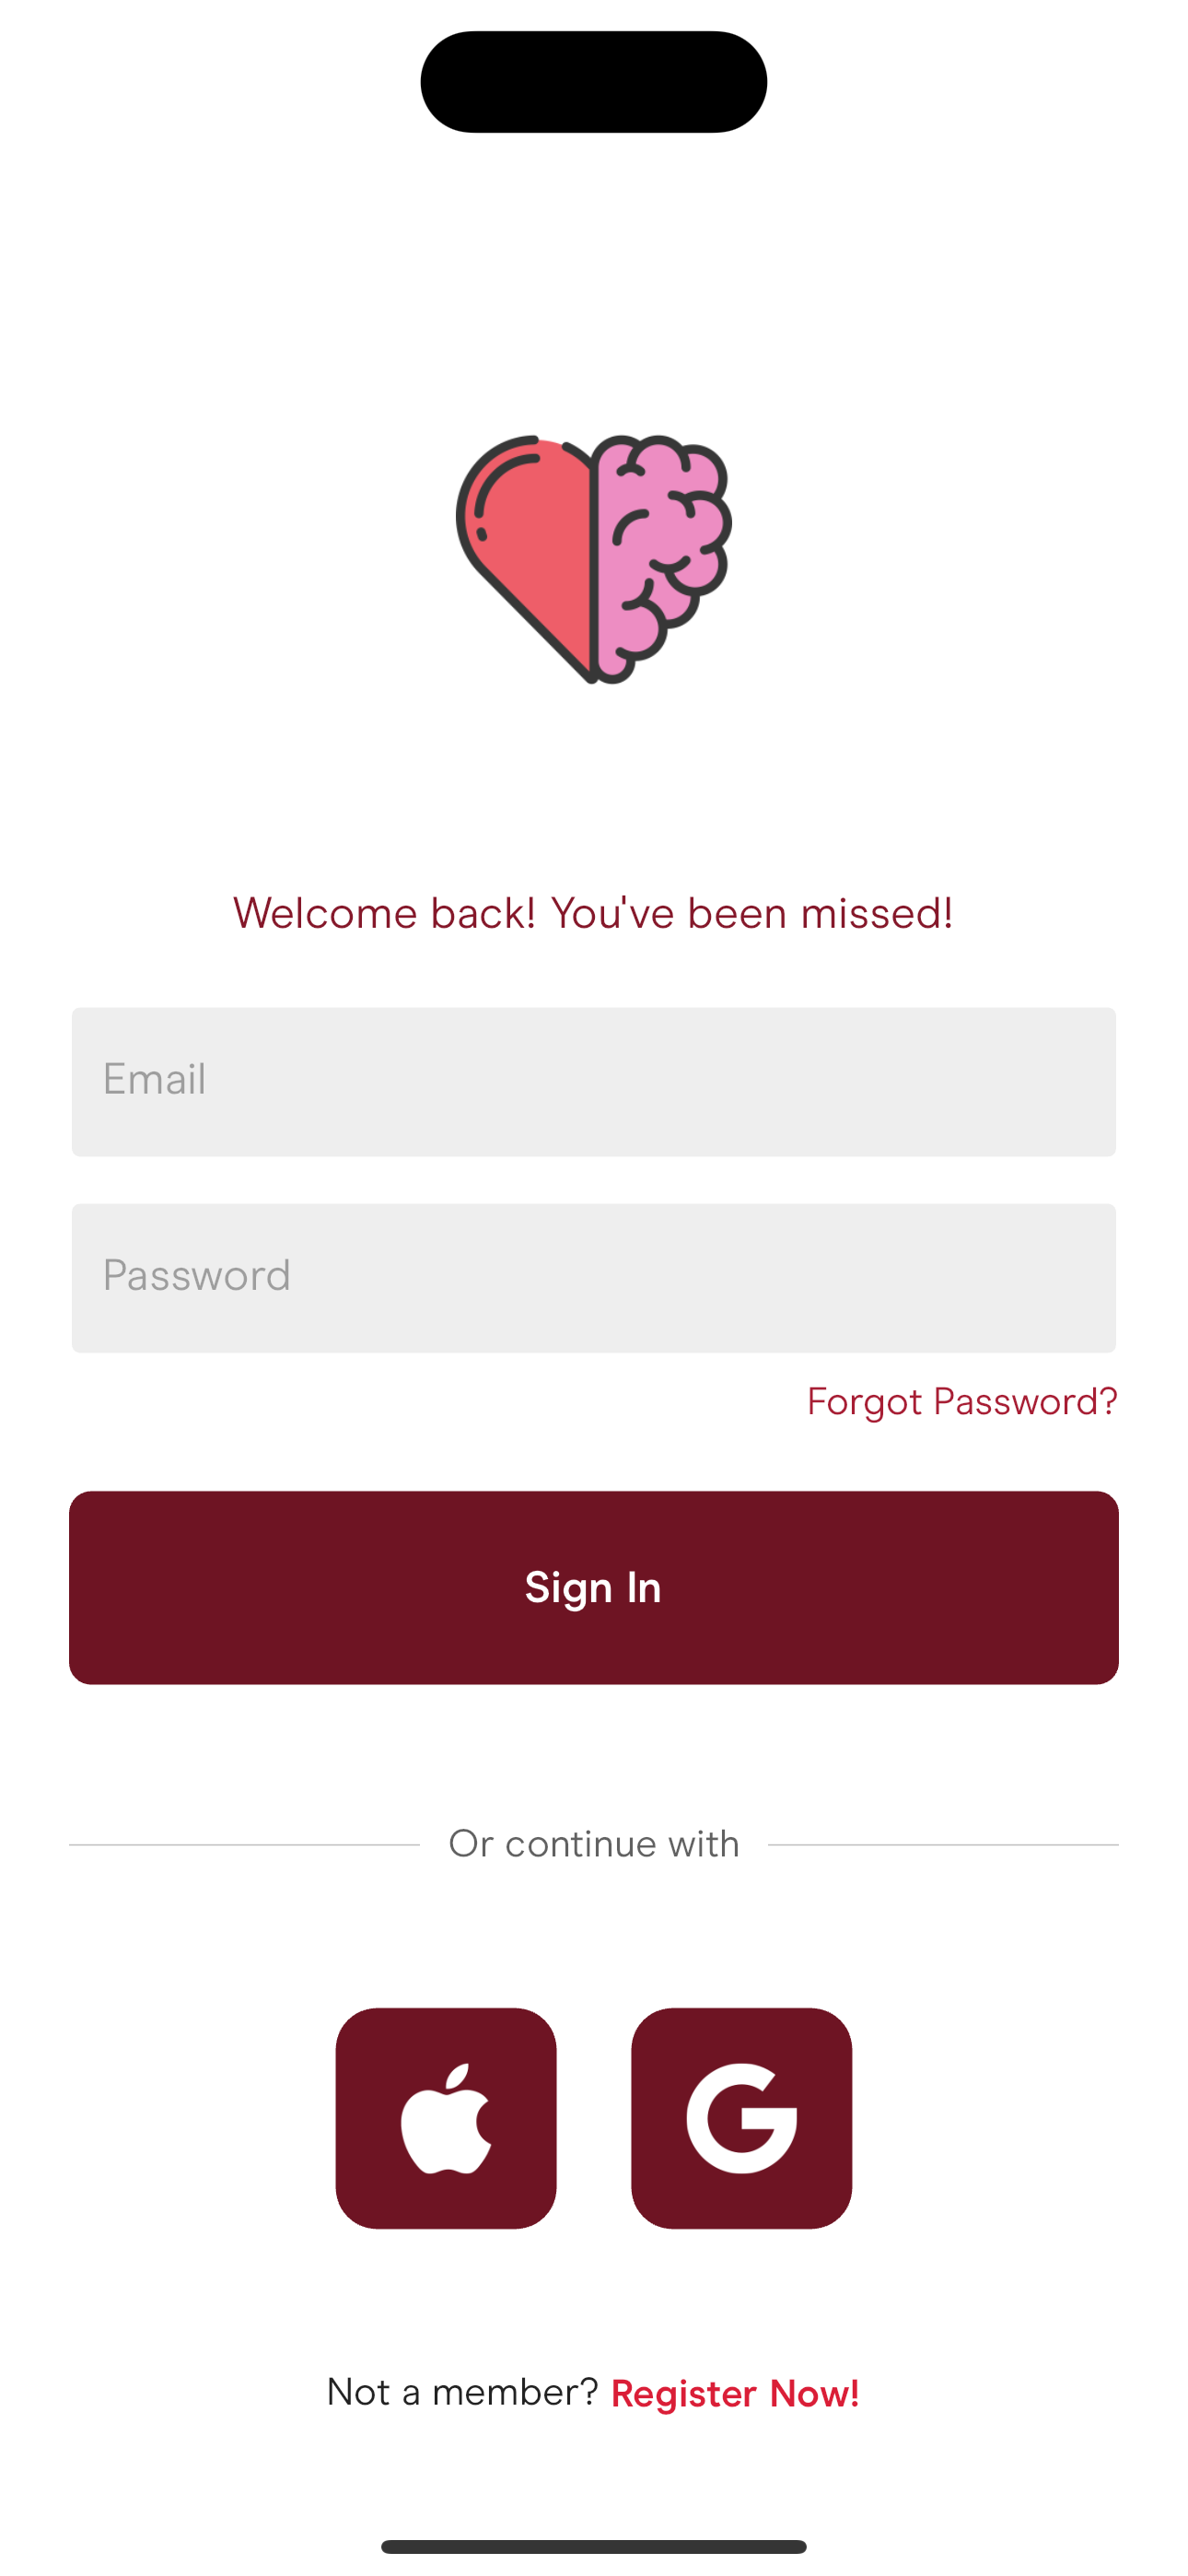 Welcome back! You've been missed!
Email
Password
Forgot Password?
Sign In
Or continue with
Not a member? Register Now!